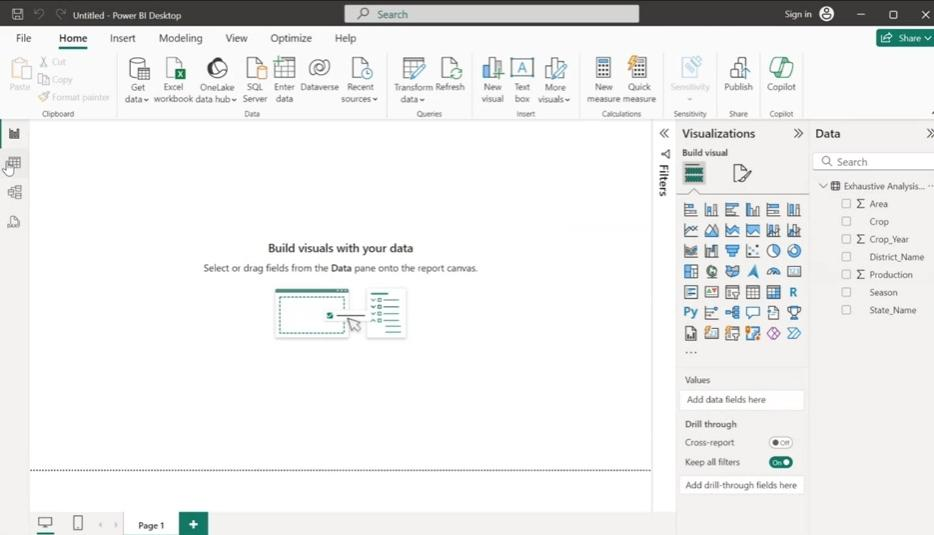 Untitled - Power BI Desktop
Search
Sign in
File Home Insert Modeling View Optimize Help
Share
Paste
Cut
Copy
Format painter
Clipboard
Get data
Excel workbook
OneLake data hub
SQL Server
Enter data
Dataverse
Recent sources
Data
Transform data
Refresh
Queries
New visual
Text box
More visuals
Insert
New measure
Quick measure
Calculations
Sensitivity
Sensitivity
Publish
Share
Copilot
Copilot
Build visuals with your data
Select or drag fields from the Data pane onto the report canvas.
Filters
Visualizations
Build visual
R
Py
...
Values
Add data fields here
Drill through
Cross-report
Off
Keep all filters
On
Add drill-through fields here
Data
Search
Exhaustive Analysis...
Σ Area
Crop
Σ Crop_Year
District_Name
Σ Production
Season
State_Name
Page 1